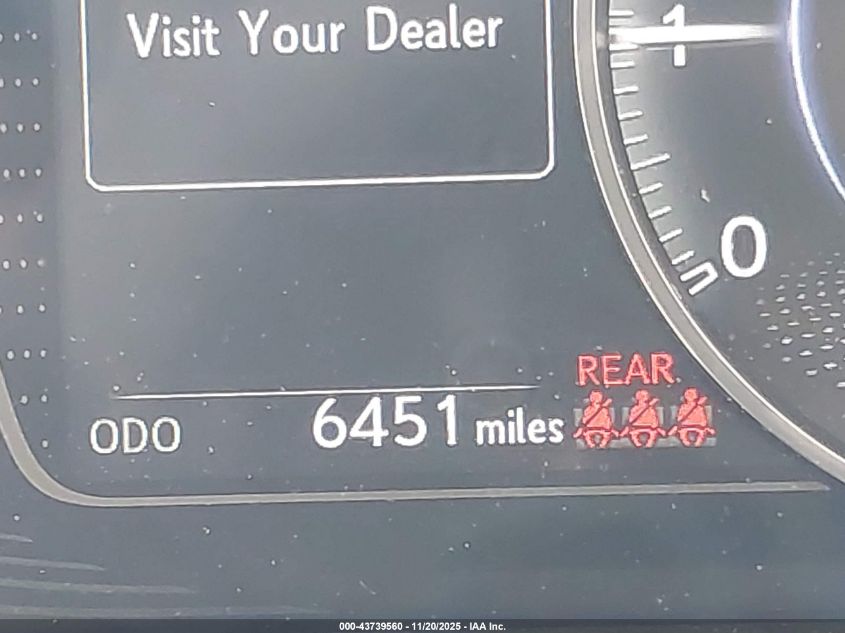 Visit Your Dealer
1
0
REAR
ODO 6451 miles
000-43739560 - 11/20/2025 - IAA Inc.